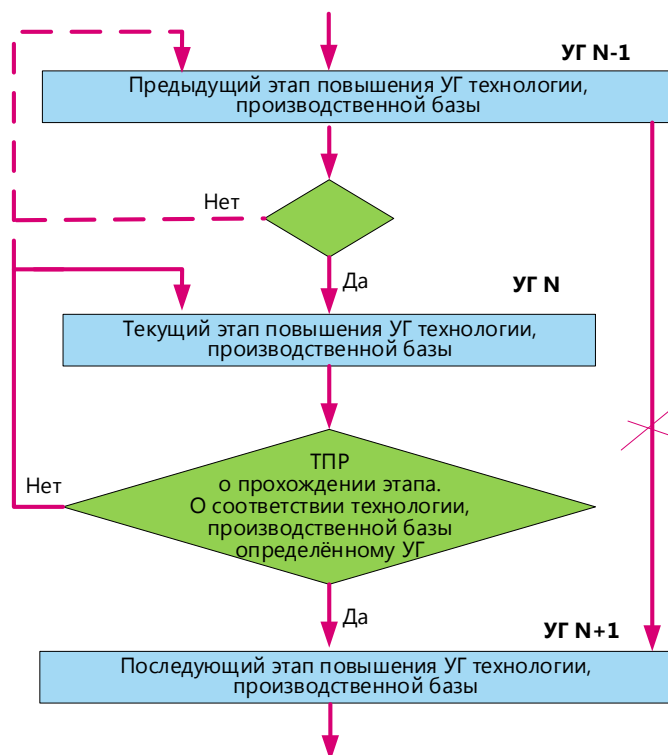 УГ N-1
Предыдущий этап повышения УГ технологии,
производственной базы
Нет
Да
УГ N
Текущий этап повышения УГ технологии,
производственной базы
ТПР
о прохождении этапа.
О соответствии технологии,
производственной базы
определённому УГ
Нет
Да
УГ N+1
Последующий этап повышения УГ технологии,
производственной базы